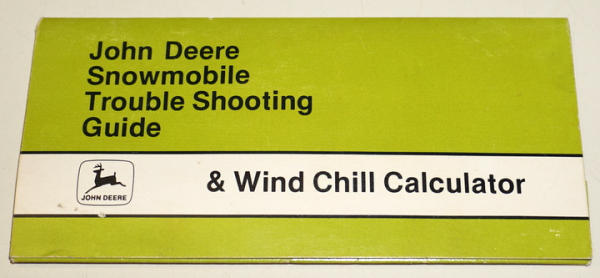 John Deere
Snowmobile
Trouble Shooting
Guide
& Wind Chill Calculator
JOHN DEERE